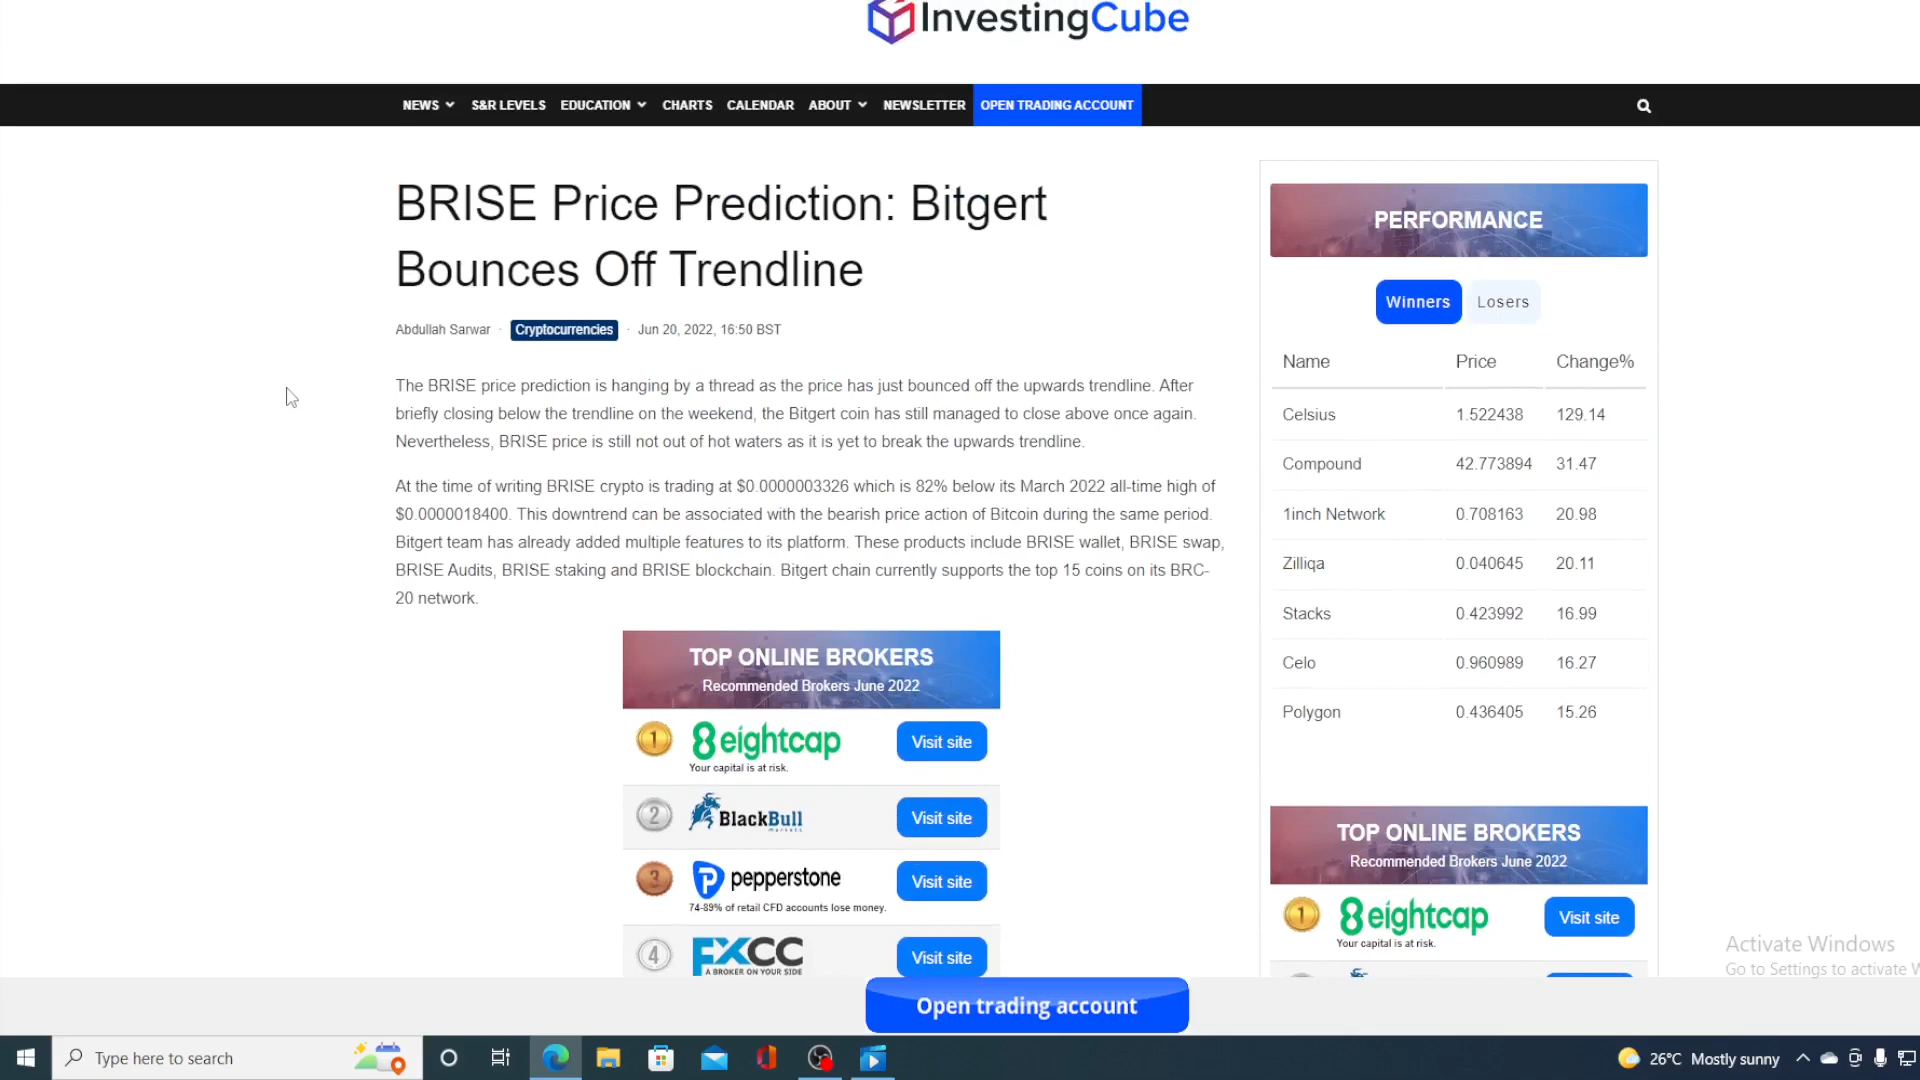 InvestingCube
NEWS S&R LEVELS EDUCATION CHARTS CALENDAR ABOUT NEWSLETTER OPEN TRADING ACCOUNT
BRISE Price Prediction: Bitgert
Bounces Off Trendline
Abdullah Sarwar · Cryptocurrencies · Jun 20, 2022, 16:50 BST
The BRISE price prediction is hanging by a thread as the price has just bounced off the upwards trendline. After
briefly closing below the trendline on the weekend, the Bitgert coin has still managed to close above once again.
Nevertheless, BRISE price is still not out of hot waters as it is yet to break the upwards trendline.
At the time of writing BRISE crypto is trading at $0.0000003326 which is 82% below its March 2022 all-time high of
$0.0000018400. This downtrend can be associated with the bearish price action of Bitcoin during the same period.
Bitgert team has already added multiple features to its platform. These products include BRISE wallet, BRISE swap,
BRISE Audits, BRISE staking and BRISE blockchain. Bitgert chain currently supports the top 15 coins on its BRC-
20 network.
TOP ONLINE BROKERS
Recommended Brokers June 2022
1 8eightcap Visit site
Your capital is at risk.
2 BlackBull Visit site
markets
3 pepperstone Visit site
74-89% of retail CFD accounts lose money.
4 FXCC Visit site
A BROKER ON YOUR SIDE
PERFORMANCE
Winners Losers
Name Price Change%
Celsius 1.522438 129.14
Compound 42.773894 31.47
1inch Network 0.708163 20.98
Zilliqa 0.040645 20.11
Stacks 0.423992 16.99
Celo 0.960989 16.27
Polygon 0.436405 15.26
TOP ONLINE BROKERS
Recommended Brokers June 2022
1 8eightcap Visit site
Your capital is at risk.
Activate Windows
Go to Settings to activate W
Open trading account
Type here to search
26°C Mostly sunny